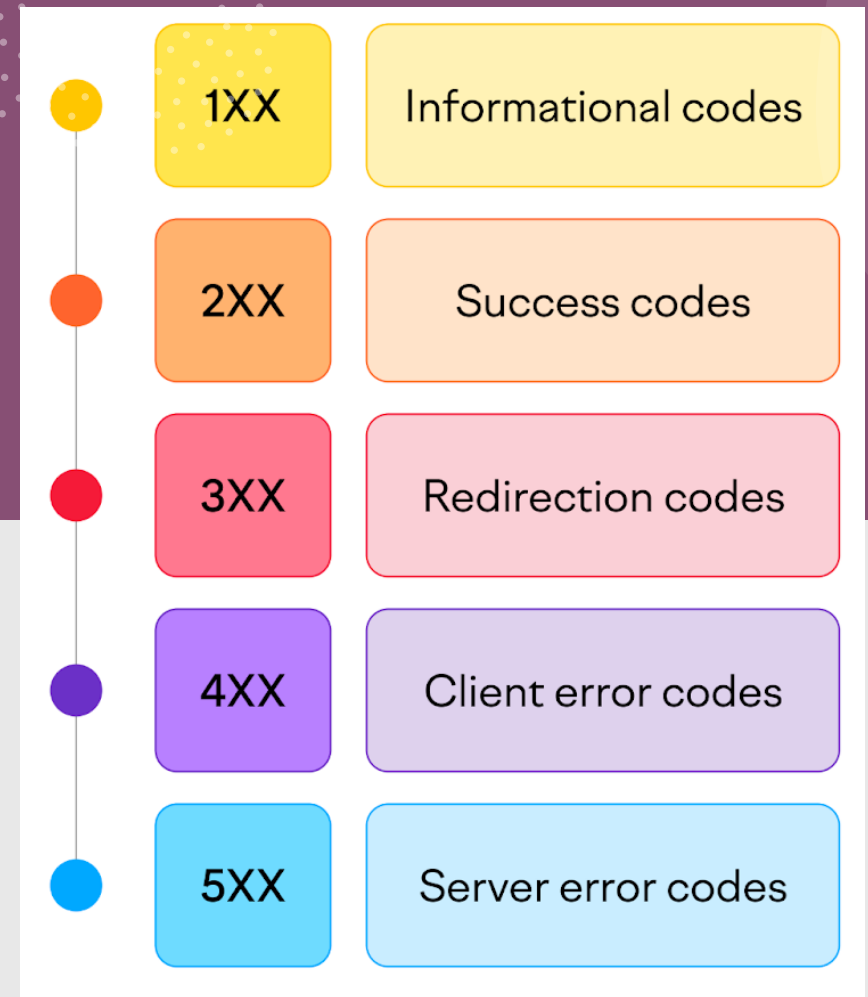 1XX Informational codes
2XX Success codes
3XX Redirection codes
4XX Client error codes
5XX Server error codes